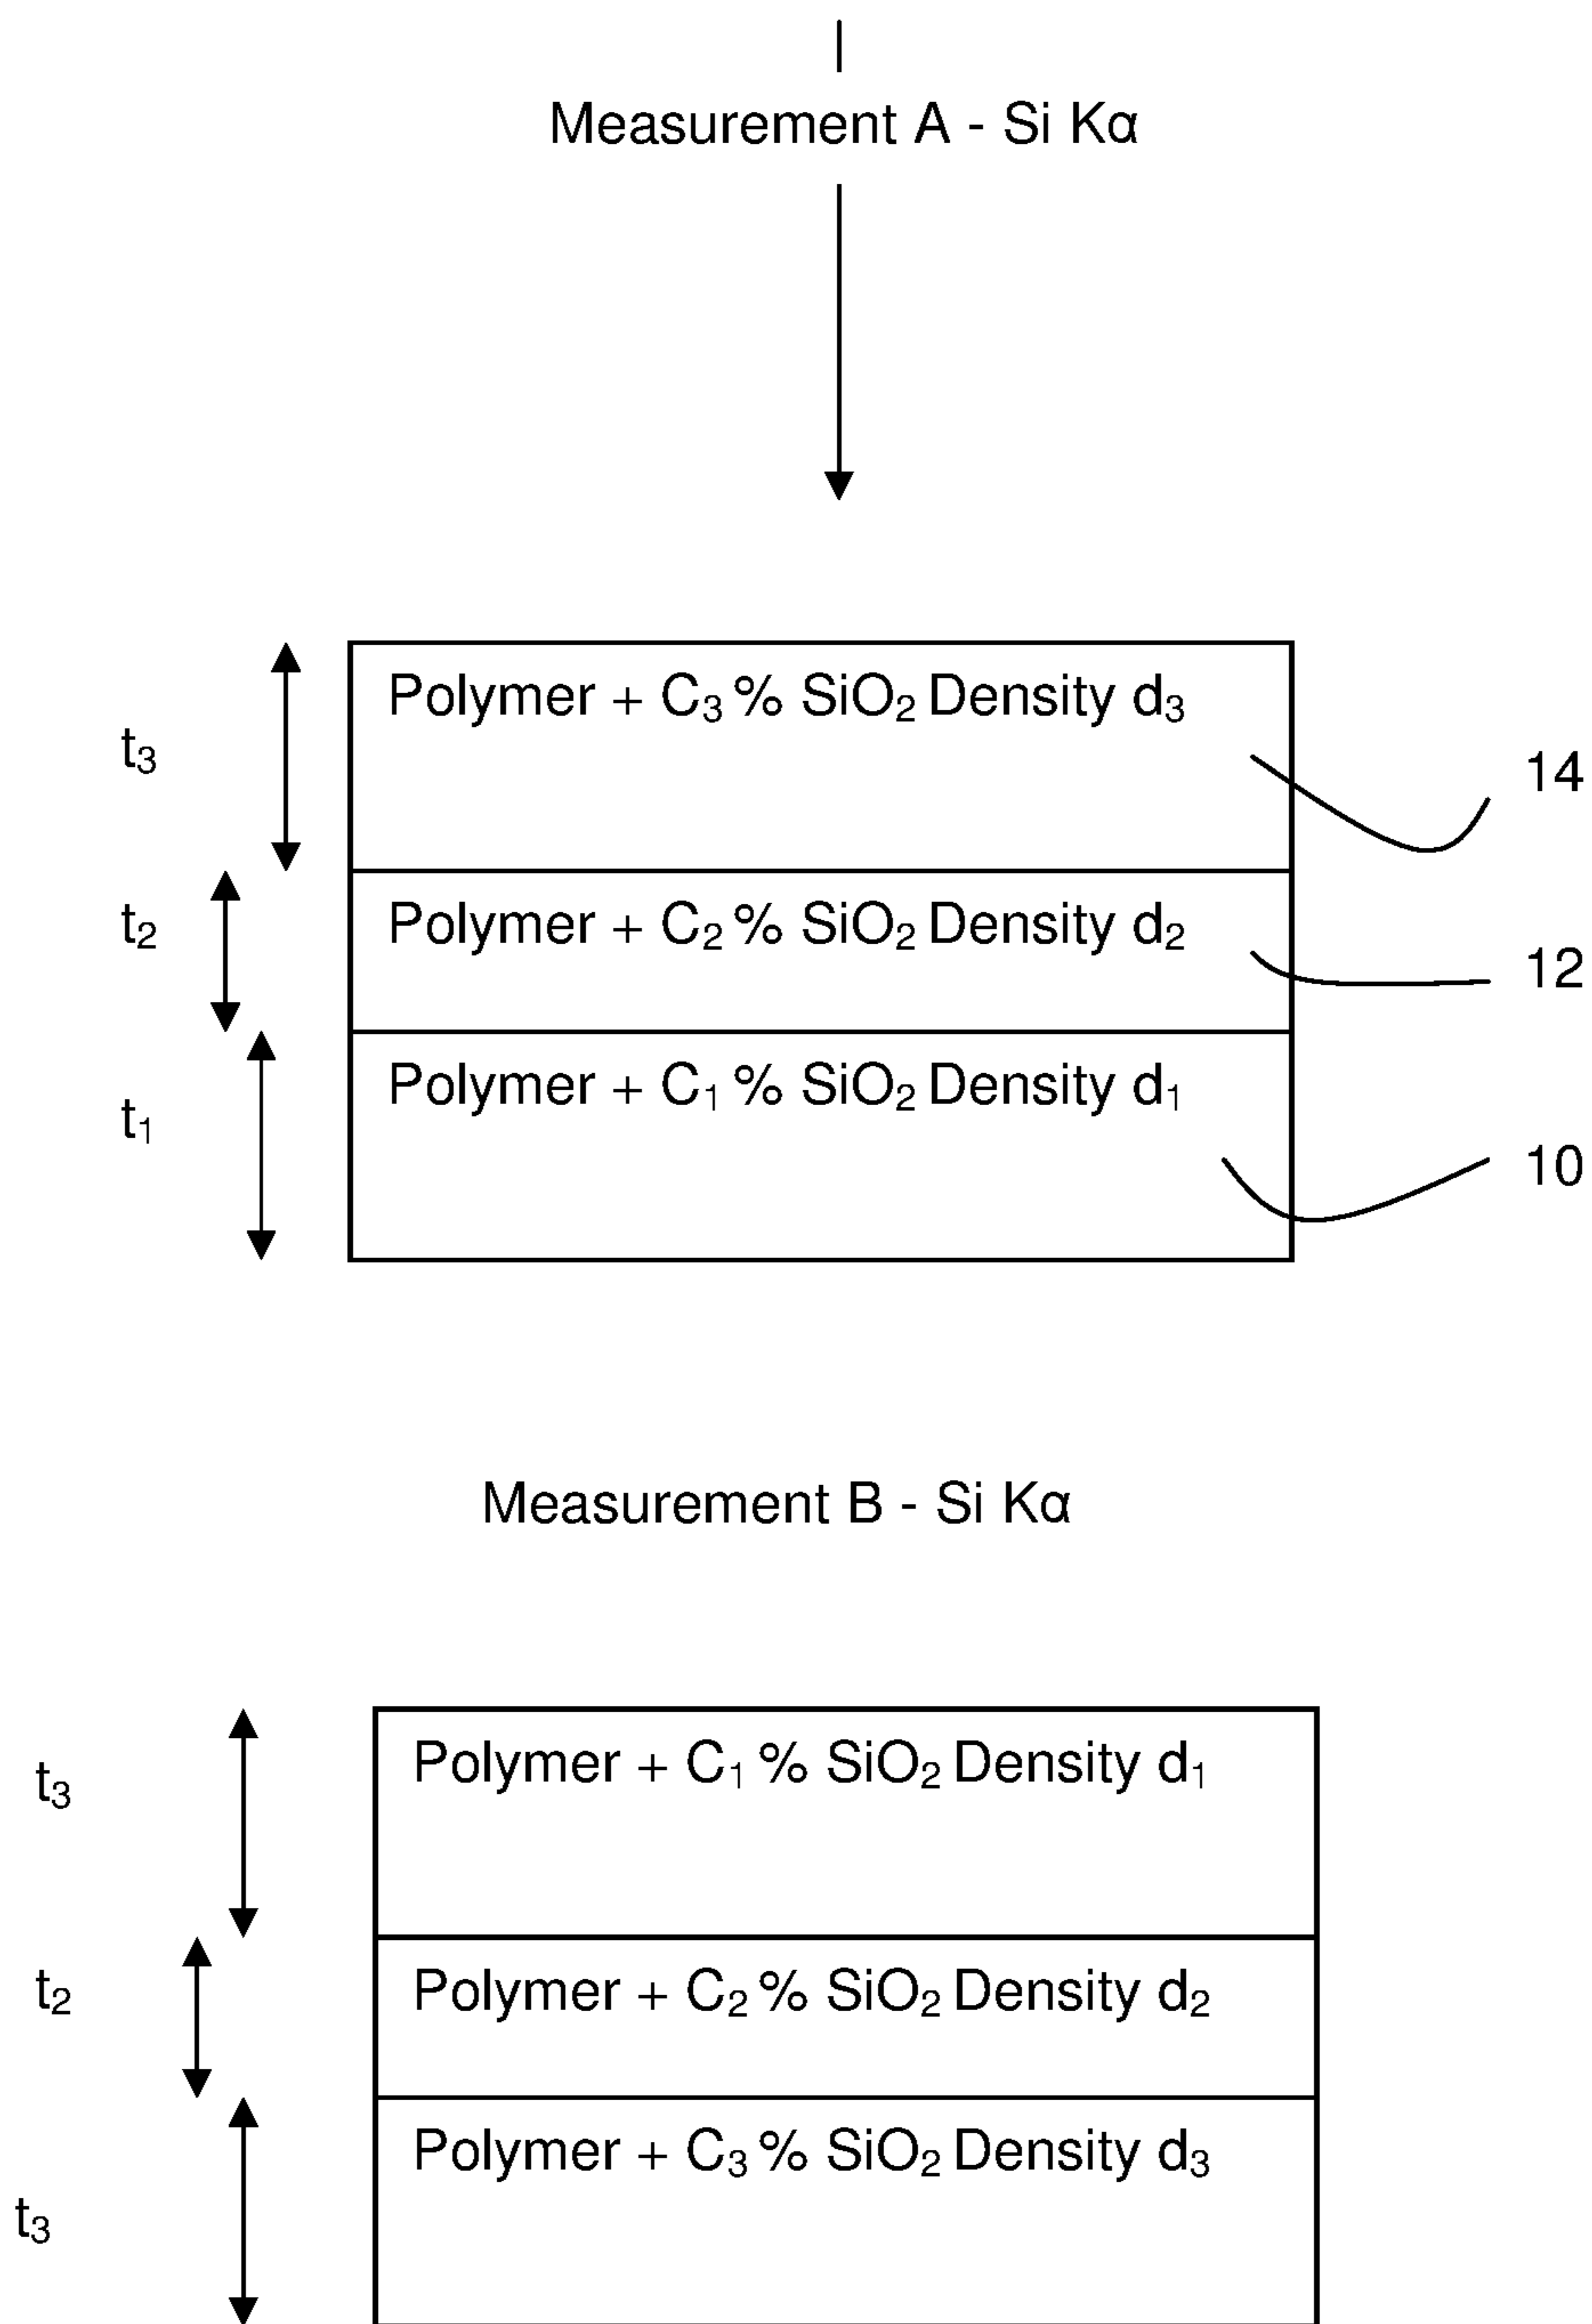 Measurement A - Si Kα
Polymer + C₃ % SiO₂ Density d₃
t₃
14
Polymer + C₂ % SiO₂ Density d₂
t₂
12
Polymer + C₁ % SiO₂ Density d₁
t₁
10
Measurement B - Si Kα
Polymer + C₁ % SiO₂ Density d₁
t₃
Polymer + C₂ % SiO₂ Density d₂
t₂
Polymer + C₃ % SiO₂ Density d₃
t₃